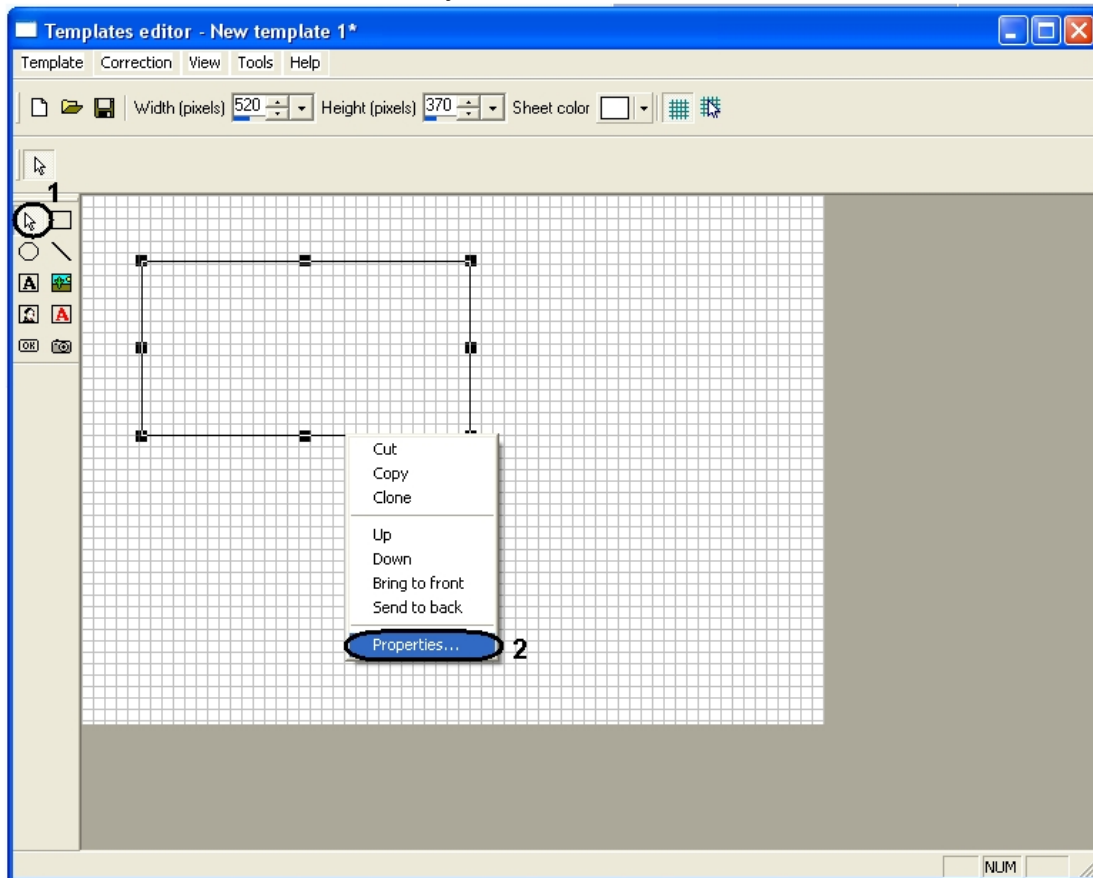 Templates editor - New template 1*
Template Correction View Tools Help
Width (pixels) 520 Height (pixels) 370 Sheet color
1
A
A
OK
Cut
Copy
Clone
Up
Down
Bring to front
Send to back
Properties... 2
NUM